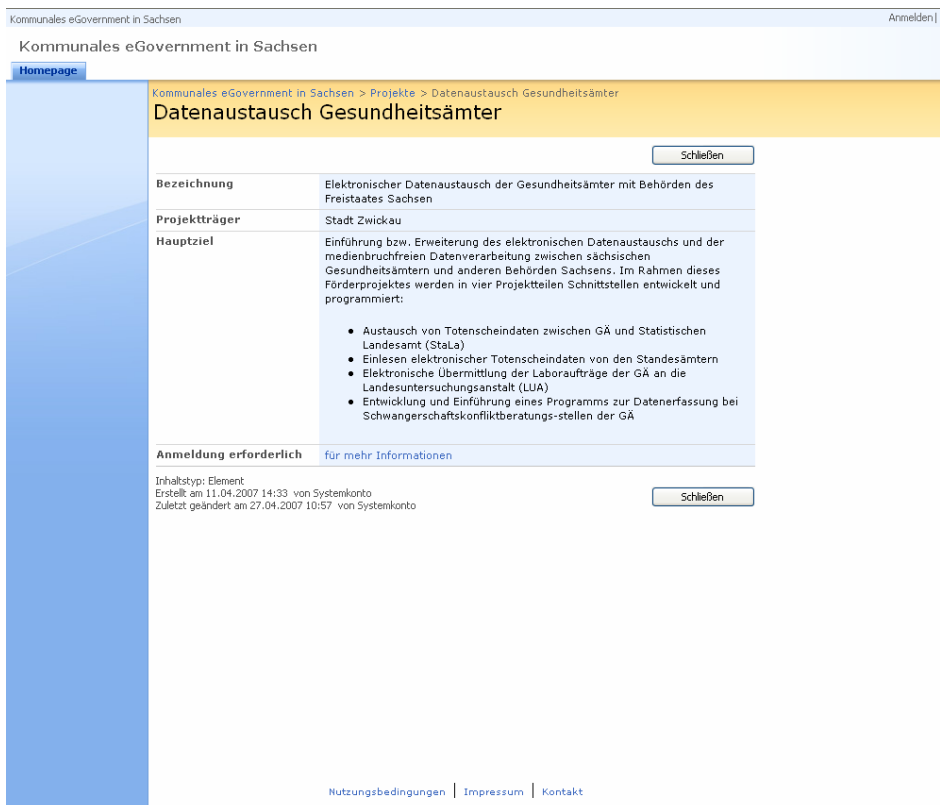 Kommunales eGovernment in Sachsen
Anmelden|
Kommunales eGovernment in Sachsen
Homepage
Kommunales eGovernment in Sachsen > Projekte > Datenaustausch Gesundheitsämter
Datenaustausch Gesundheitsämter
Schließen
Bezeichnung
Elektronischer Datenaustausch der Gesundheitsämter mit Behörden des
Freistaates Sachsen
Projektträger
Stadt Zwickau
Hauptziel
Einführung bzw. Erweiterung des elektronischen Datenaustauschs und der
medienbruchfreien Datenverarbeitung zwischen sächsischen
Gesundheitsämtern und anderen Behörden Sachsens. Im Rahmen dieses
Förderprojektes werden in vier Projektteilen Schnittstellen entwickelt und
programmiert:
• Austausch von Totenscheindaten zwischen GÄ und Statistischen
Landesamt (StaLa)
• Einlesen elektronischer Totenscheindaten von den Standesämtern
• Elektronische Übermittlung der Laboraufträge der GÄ an die
Landesuntersuchungsanstalt (LUA)
• Entwicklung und Einführung eines Programms zur Datenerfassung bei
Schwangerschaftskonfliktberatungs-stellen der GÄ
Anmeldung erforderlich
für mehr Informationen
Inhaltstyp: Element
Erstellt am 11.04.2007 14:33 von Systemkonto
Zuletzt geändert am 27.04.2007 10:57 von Systemkonto
Schließen
Nutzungsbedingungen | Impressum | Kontakt